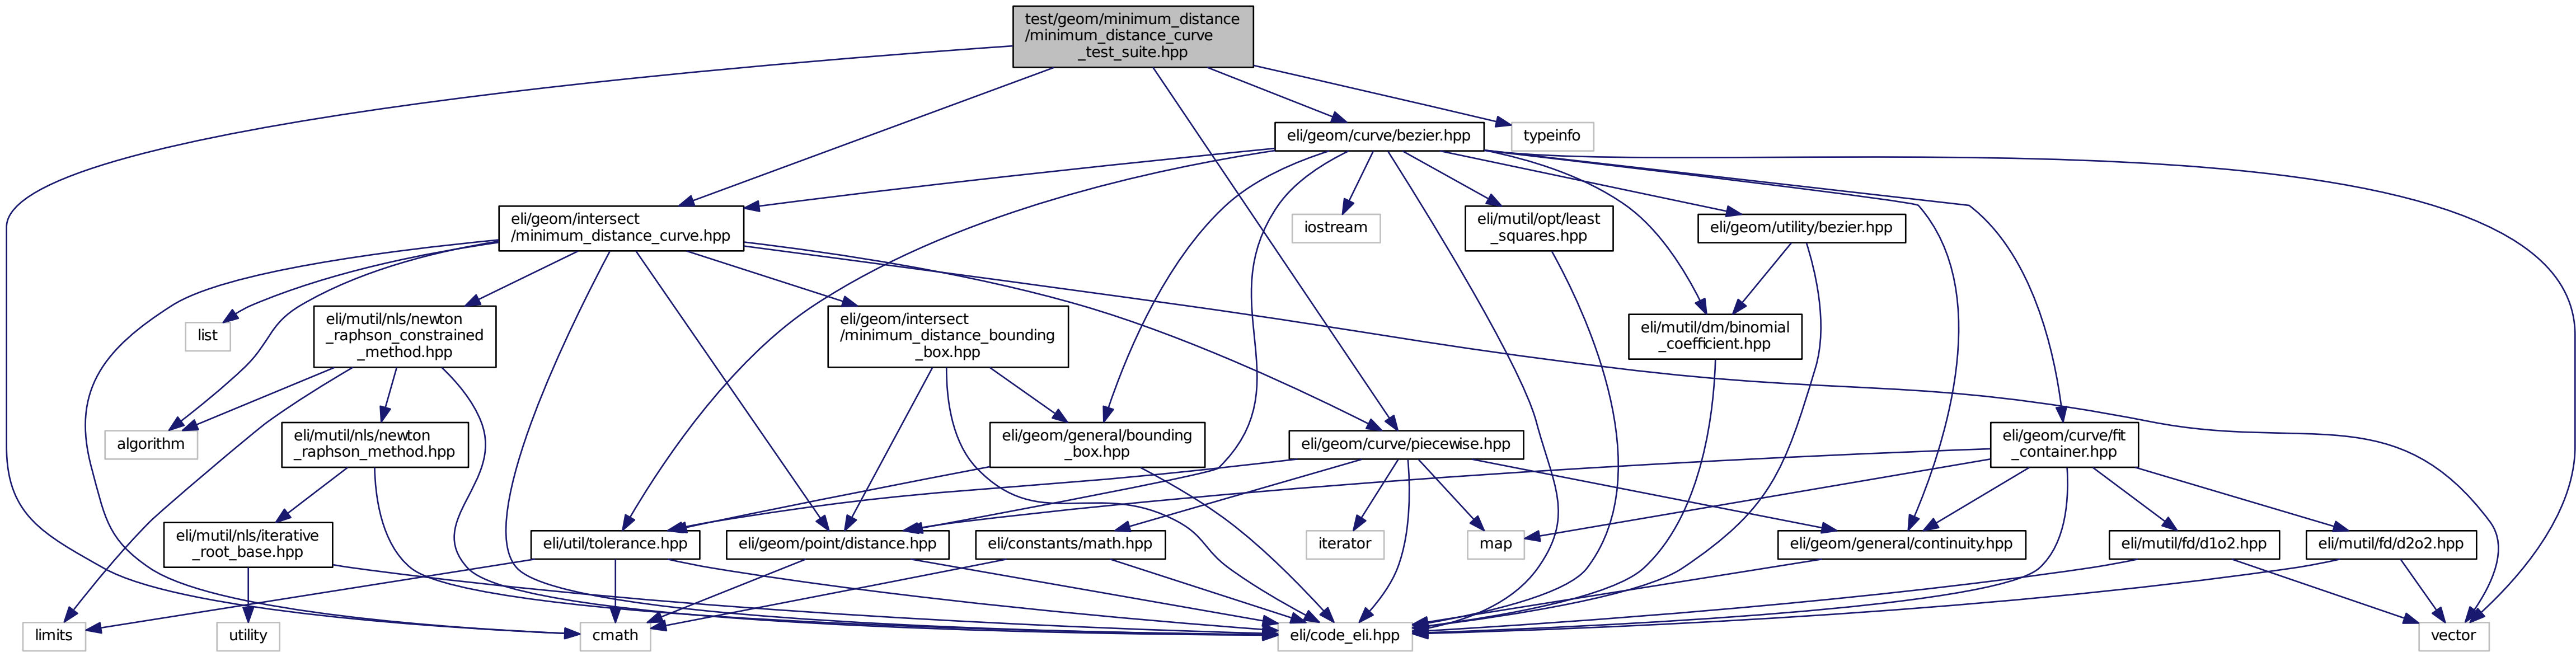 test/geom/minimum_distance
/minimum_distance_curve
_test_suite.hpp
eli/geom/curve/bezier.hpp
typeinfo
eli/geom/intersect
/minimum_distance_curve.hpp
iostream
eli/mutil/opt/least
_squares.hpp
eli/geom/utility/bezier.hpp
list
eli/mutil/nls/newton
_raphson_constrained
_method.hpp
eli/geom/intersect
/minimum_distance_bounding
_box.hpp
eli/mutil/dm/binomial
_coefficient.hpp
algorithm
eli/mutil/nls/newton
_raphson_method.hpp
eli/geom/general/bounding
_box.hpp
eli/geom/curve/piecewise.hpp
eli/geom/curve/fit
_container.hpp
eli/mutil/nls/iterative
_root_base.hpp
eli/util/tolerance.hpp
eli/geom/point/distance.hpp
eli/constants/math.hpp
iterator
map
eli/geom/general/continuity.hpp
eli/mutil/fd/d1o2.hpp
eli/mutil/fd/d2o2.hpp
limits
utility
cmath
eli/code_eli.hpp
vector